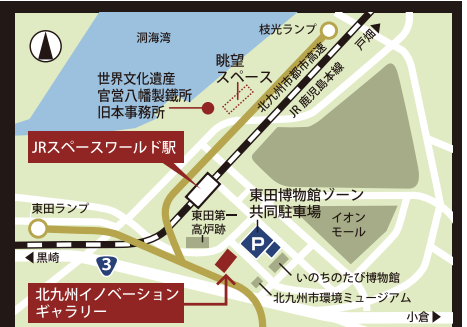 枝光ランプ
戸畑
洞海湾
北九州市都市高速
JR 鹿児島本線
眺望
スペース
世界文化遺産
官営八幡製鐵所
旧本事務所
JRスペースワールド駅
東田ランプ
東田第一
高炉跡
東田博物館ゾーン
共同駐車場
P
イオン
モール
黒崎
3
いのちのたび博物館
北九州市環境ミュージアム
北九州イノベーション
ギャラリー
小倉